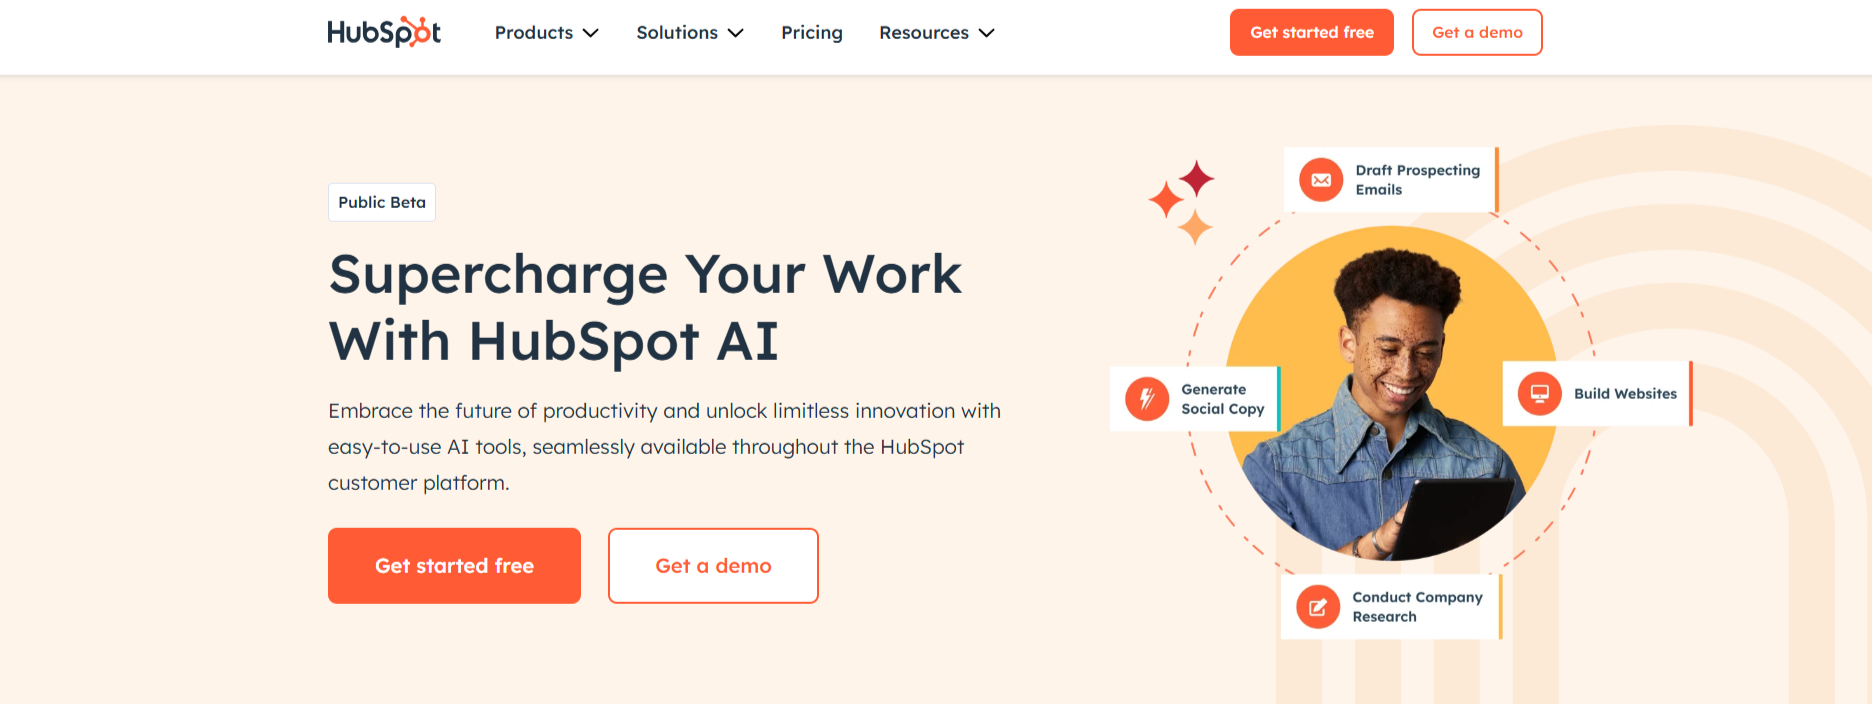 HubSpot
Products
Solutions
Pricing
Resources
Get started free
Get a demo
Public Beta
Supercharge Your Work
With HubSpot AI
Embrace the future of productivity and unlock limitless innovation with
easy-to-use AI tools, seamlessly available throughout the HubSpot
customer platform.
Get started free
Get a demo
Draft Prospecting
Emails
Generate
Social Copy
Build Websites
Conduct Company
Research